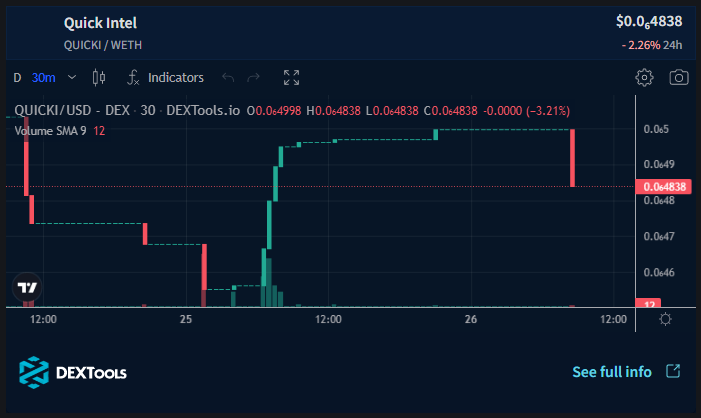 Quick Intel
$0.0₆4838
QUICKI / WETH
- 2.26% 24h
D 30m Indicators
QUICKI/USD - DEX · 30 · DEXTools.io O0.0₆4998 H0.0₆4838 L0.0₆4838 C0.0₆4838 -0.0000 (−3.21%)
Volume SMA 9 12
0.0₆5
0.0₆49
0.0₆4838
0.0₆48
0.0₆47
0.0₆46
12
12:00 25 12:00 26 12:00
DEXTools
See full info